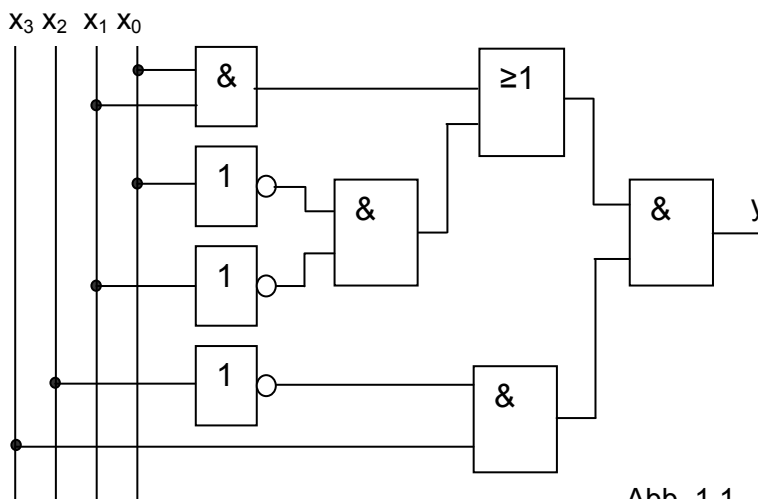 x₃ x₂ x₁ x₀
& ≥1
1 & & y
1
1 &
Abb. 1.1